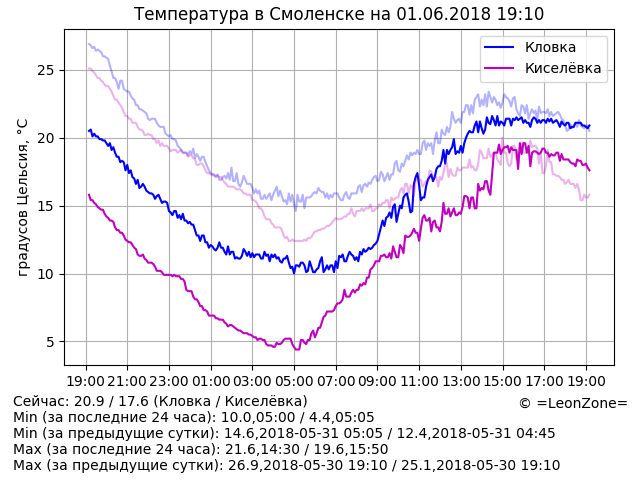 Температура в Смоленске на 01.06.2018 19:10
Кловка
Киселёвка
градусов Цельсия, °C
25
20
15
10
5
19:00 21:00 23:00 01:00 03:00 05:00 07:00 09:00 11:00 13:00 15:00 17:00 19:00
Сейчас: 20.9 / 17.6 (Кловка / Киселёвка)
© =LeonZone=
Min (за последние 24 часа): 10.0,05:00 / 4.4,05:05
Min (за предыдущие сутки): 14.6,2018-05-31 05:05 / 12.4,2018-05-31 04:45
Max (за последние 24 часа): 21.6,14:30 / 19.6,15:50
Max (за предыдущие сутки): 26.9,2018-05-30 19:10 / 25.1,2018-05-30 19:10